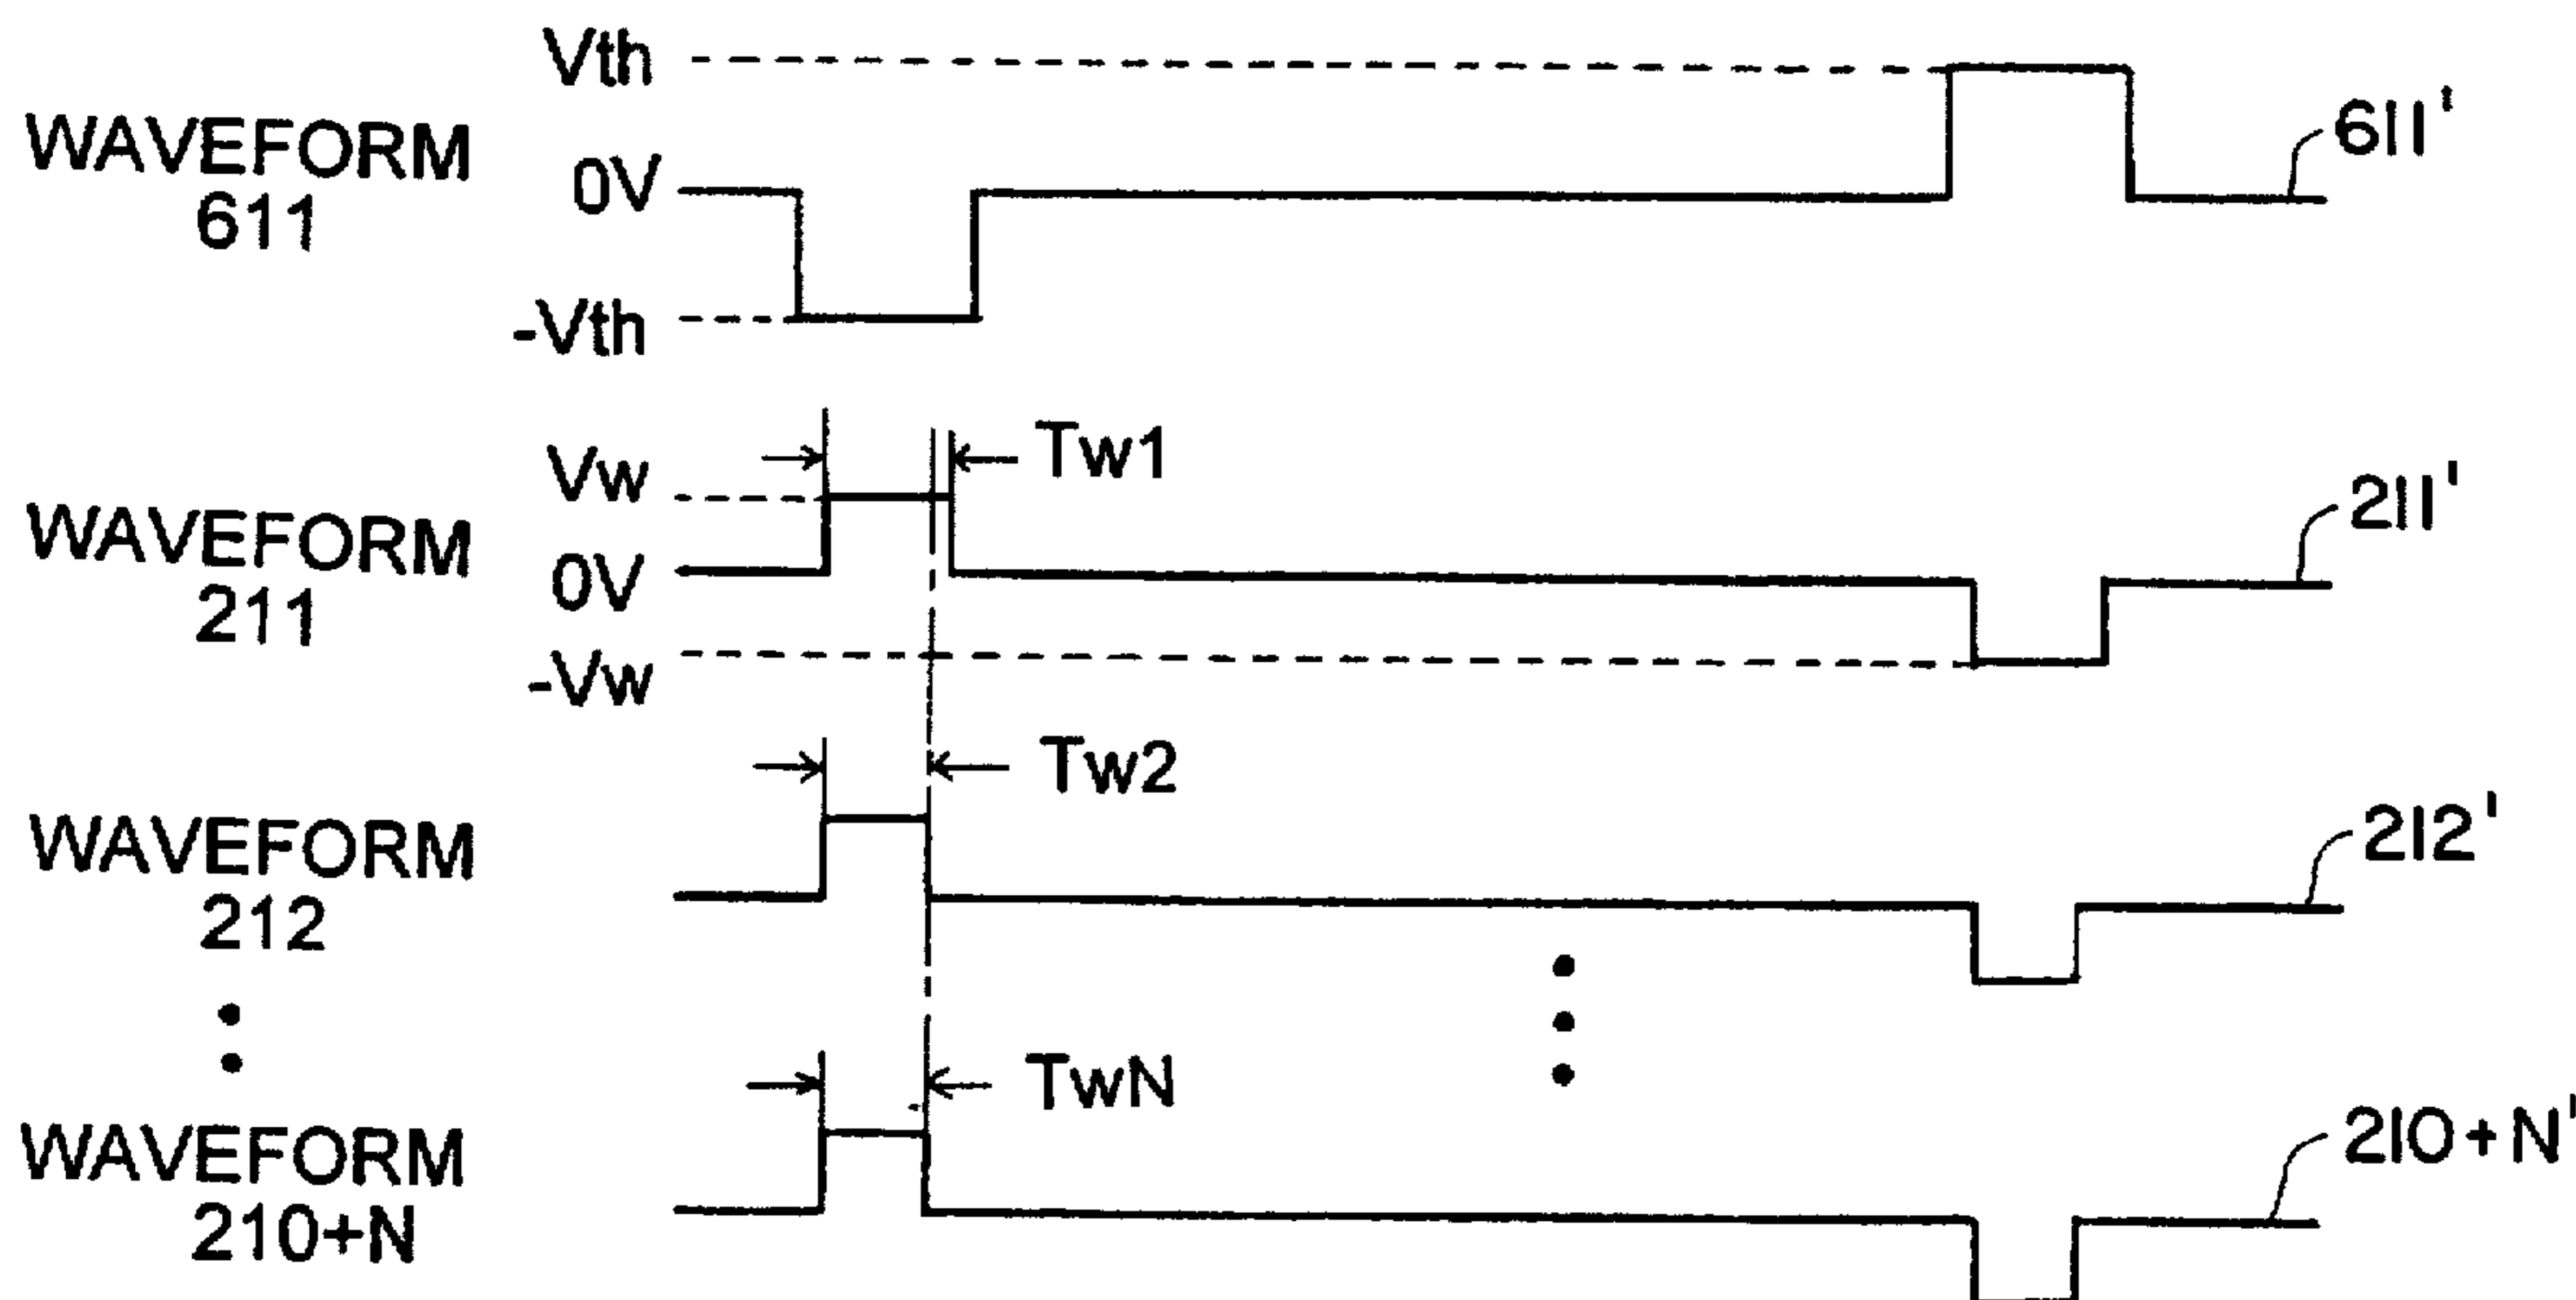 Vth
WAVEFORM
611
0V
611'
-Vth
Tw1
Vw
WAVEFORM
211
0V
211'
-Vw
Tw2
WAVEFORM
212
212'
TwN
WAVEFORM
210+N
210+N'